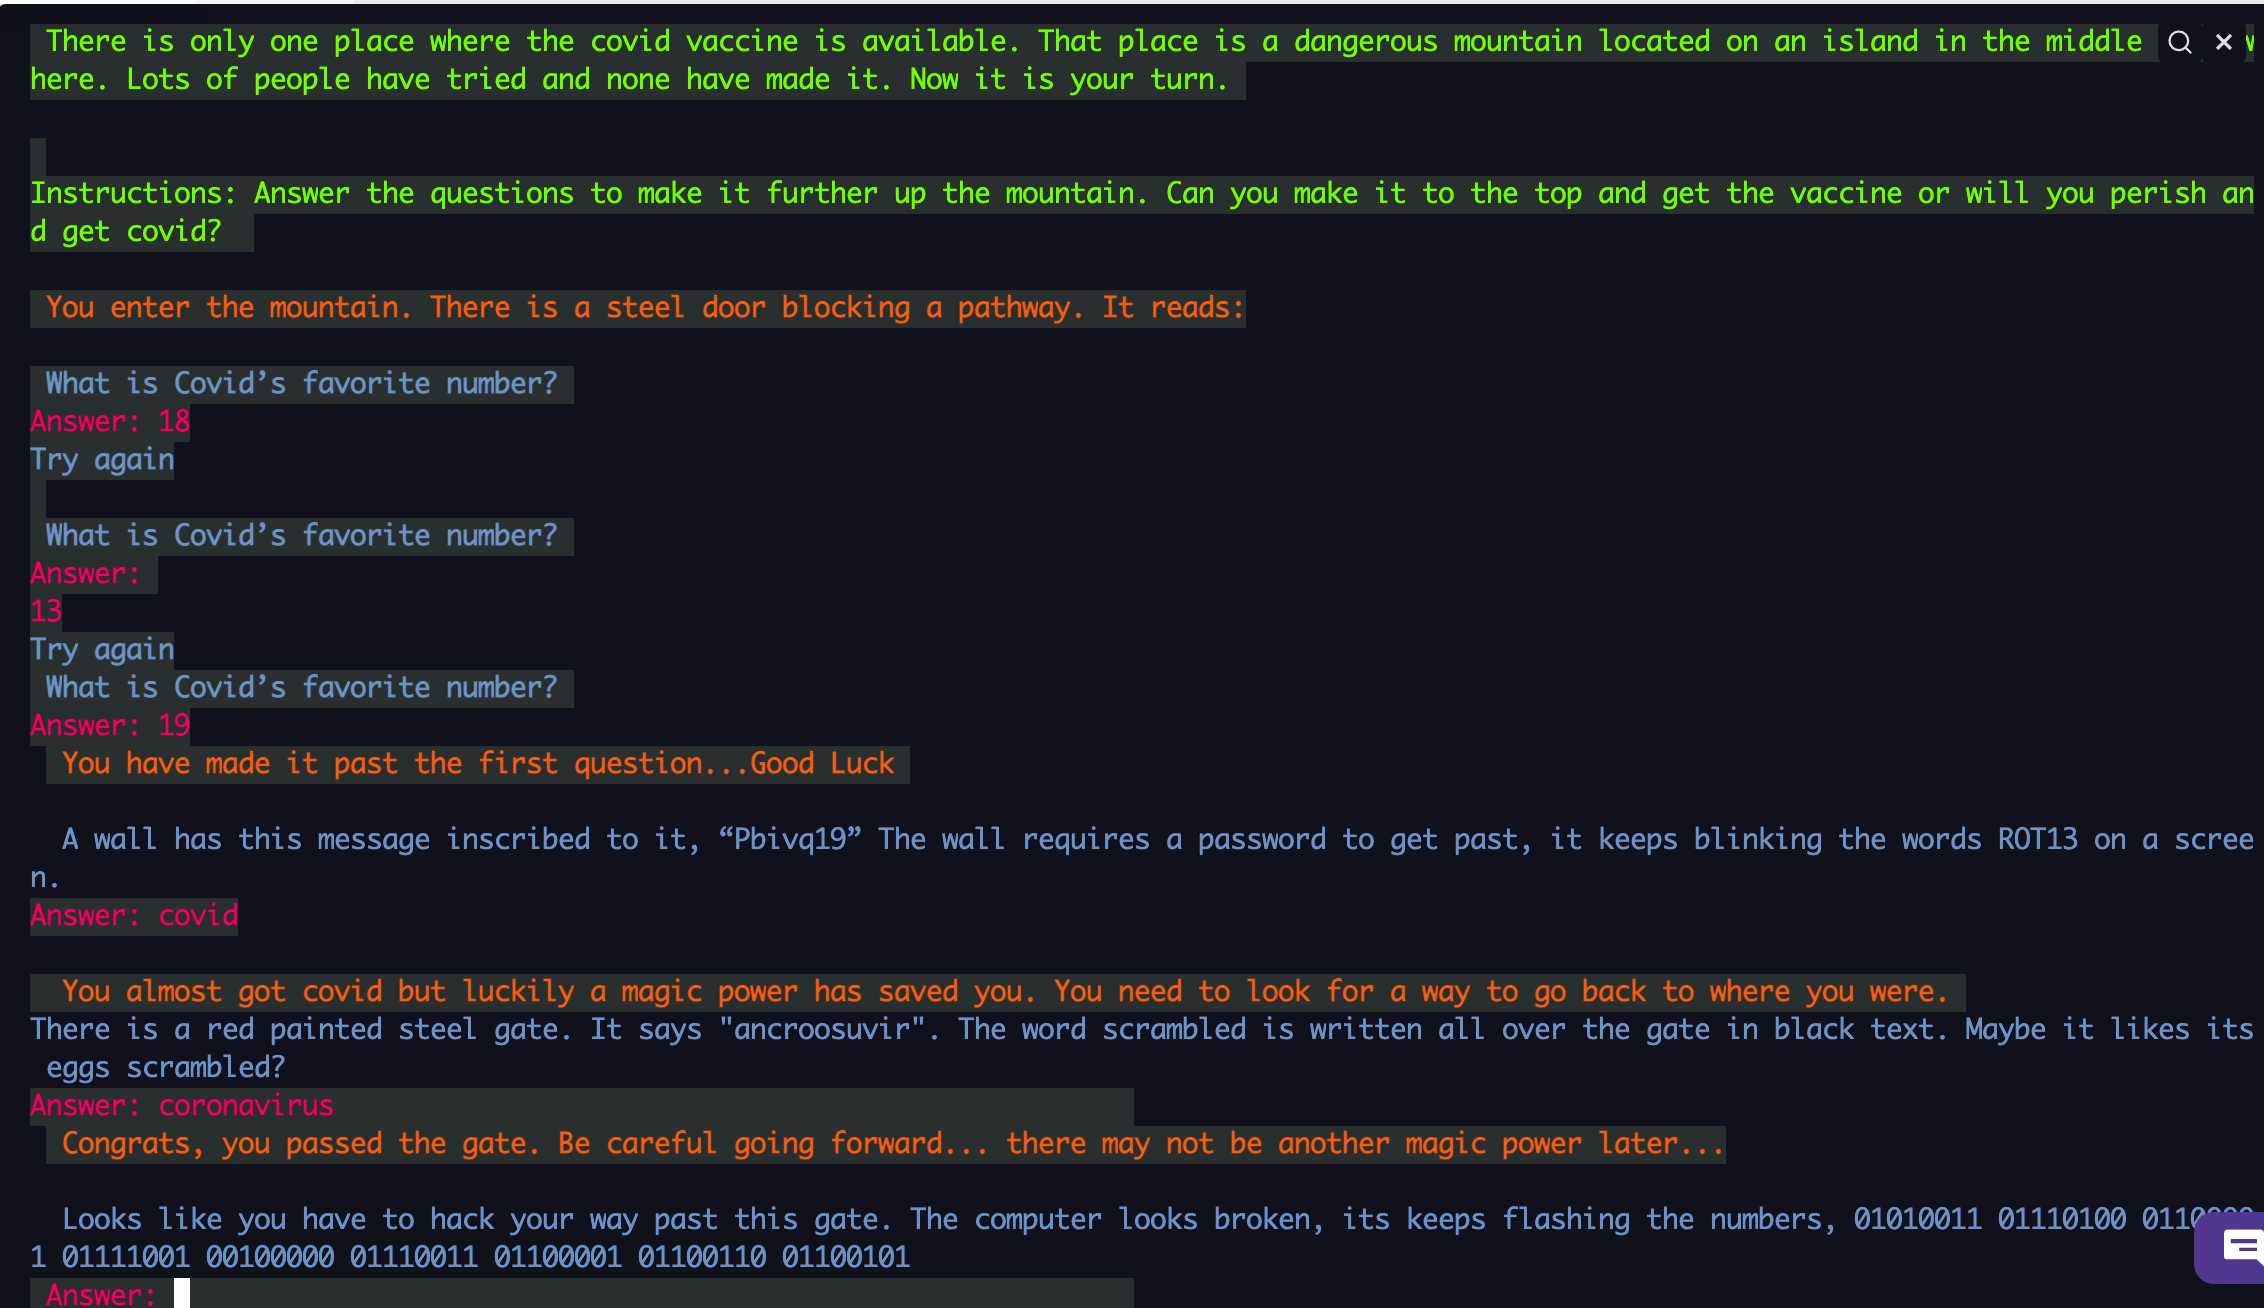 There is only one place where the covid vaccine is available. That place is a dangerous mountain located on an island in the middle
here. Lots of people have tried and none have made it. Now it is your turn.
Instructions: Answer the questions to make it further up the mountain. Can you make it to the top and get the vaccine or will you perish an
d get covid?
You enter the mountain. There is a steel door blocking a pathway. It reads:
What is Covid’s favorite number?
Answer: 18
Try again
What is Covid’s favorite number?
Answer:
13
Try again
What is Covid’s favorite number?
Answer: 19
You have made it past the first question...Good Luck
A wall has this message inscribed to it, “Pbivq19” The wall requires a password to get past, it keeps blinking the words ROT13 on a scree
n.
Answer: covid
You almost got covid but luckily a magic power has saved you. You need to look for a way to go back to where you were.
There is a red painted steel gate. It says "ancroosuvir". The word scrambled is written all over the gate in black text. Maybe it likes its
eggs scrambled?
Answer: coronavirus
Congrats, you passed the gate. Be careful going forward... there may not be another magic power later...
Looks like you have to hack your way past this gate. The computer looks broken, its keeps flashing the numbers, 01010011 01110100
1 01111001 00100000 01110011 01100001 01100110 01100101
Answer: